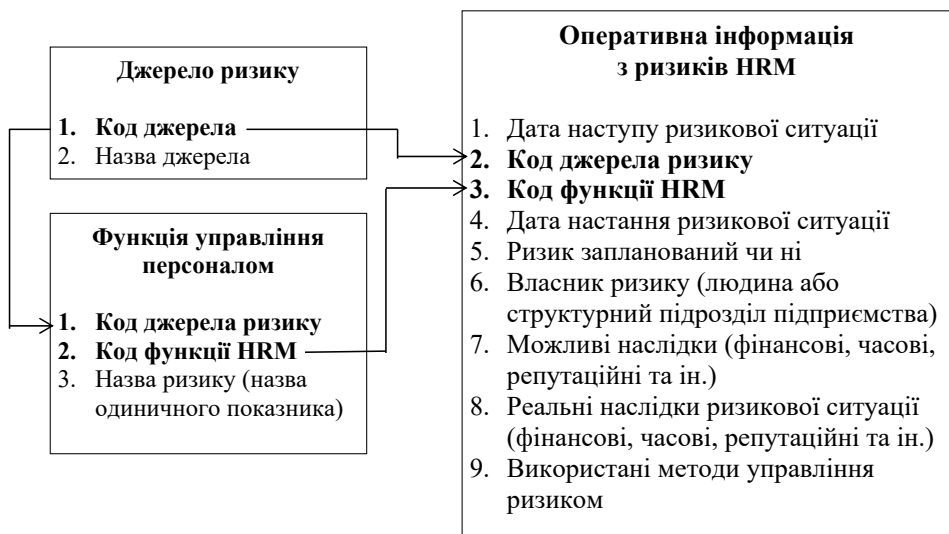 Джерело ризику
1. Код джерела
2. Назва джерела
Функція управління
персоналом
1. Код джерела ризику
2. Код функції HRM
3. Назва ризику (назва
одиничного показника)
Оперативна інформація
з ризиків HRM
1. Дата наступу ризикової ситуації
2. Код джерела ризику
3. Код функції HRM
4. Дата настання ризикової ситуації
5. Ризик запланований чи ні
6. Власник ризику (людина або
структурний підрозділ підприємства)
7. Можливі наслідки (фінансові, часові,
репутаційні та ін.)
8. Реальні наслідки ризикової ситуації
(фінансові, часові, репутаційні та ін.)
9. Використані методи управління
ризиком